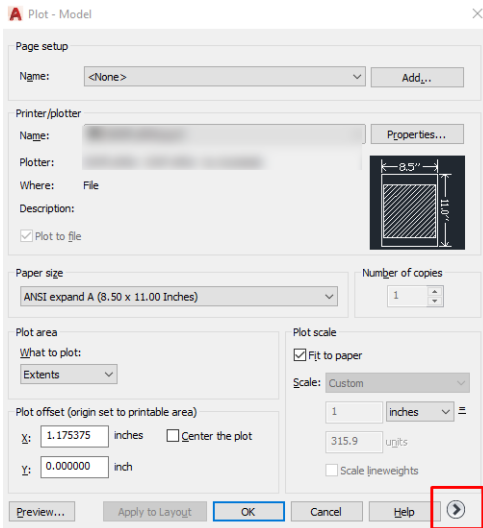 Plot - Model
Page setup
Name: <None> Add...
Printer/plotter
Name: Properties...
Plotter:
Where: File
Description:
Plot to file
8.5"
11.0"
Paper size
ANSI expand A (8.50 x 11.00 Inches)
Number of copies
1
Plot area
What to plot:
Extents
Plot scale
Fit to paper
Scale: Custom
1 inches =
315.9 units
Scale lineweights
Plot offset (origin set to printable area)
X: 1.175375 inches Center the plot
Y: 0.000000 inch
Preview... Apply to Layout OK Cancel Help